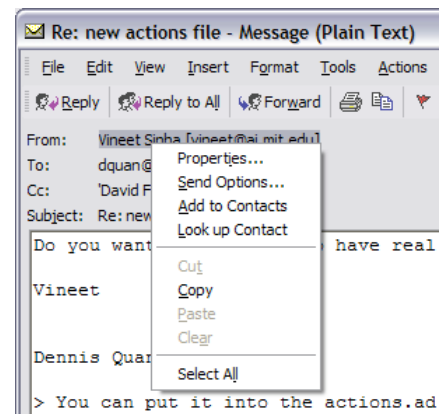 Re: new actions file - Message (Plain Text)
File Edit View Insert Format Tools Actions
Reply Reply to All Forward
From: Vineet Sinha [vineet@ai.mit.edu]
To: dquan@
Cc: 'David F
Subject: Re: new
Properties...
Send Options...
Add to Contacts
Look up Contact
Cut
Copy
Paste
Clear
Select All
Do you want have real
Vineet
Dennis Quan
> You can put it into the actions.ad